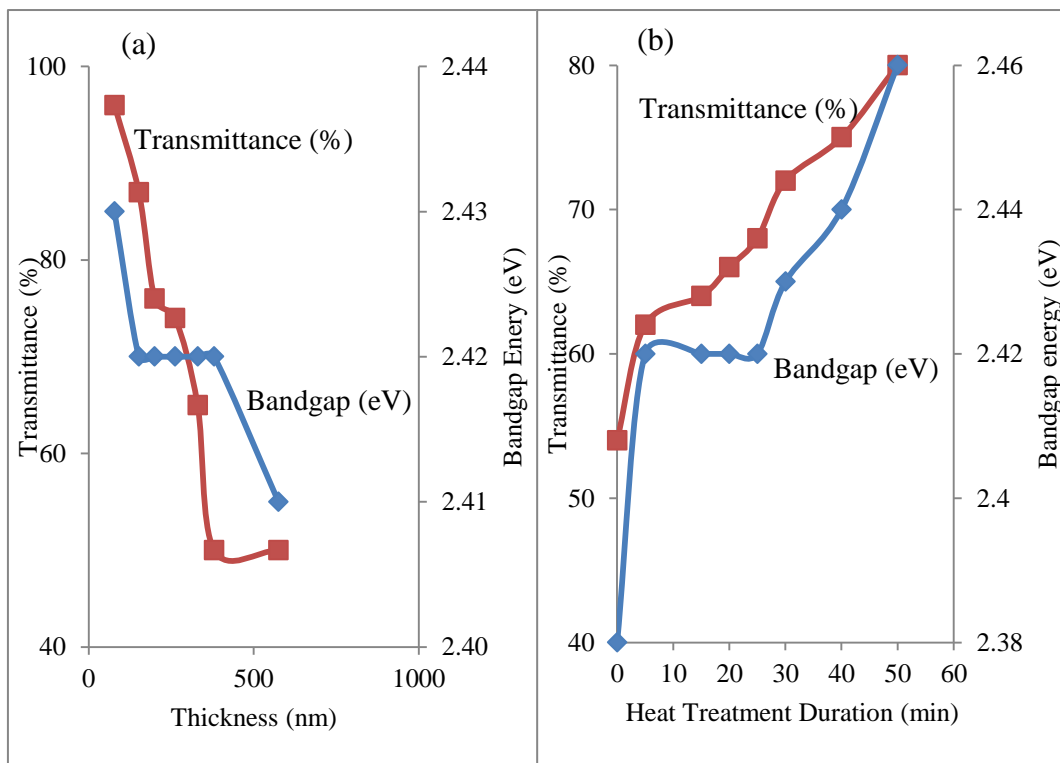 (a)
100
80
60
40
Transmittance (%)
Transmittance (%)
Bandgap (eV)
2.44
2.43
2.42
2.41
2.40
Bandgap Enery (eV)
0
500
1000
Thickness (nm)
(b)
80
70
60
50
40
Transmittance (%)
Transmittance (%)
Bandgap (eV)
2.46
2.44
2.42
2.4
2.38
Bandgap energy (eV)
0
10
20
30
40
50
60
Heat Treatment Duration (min)